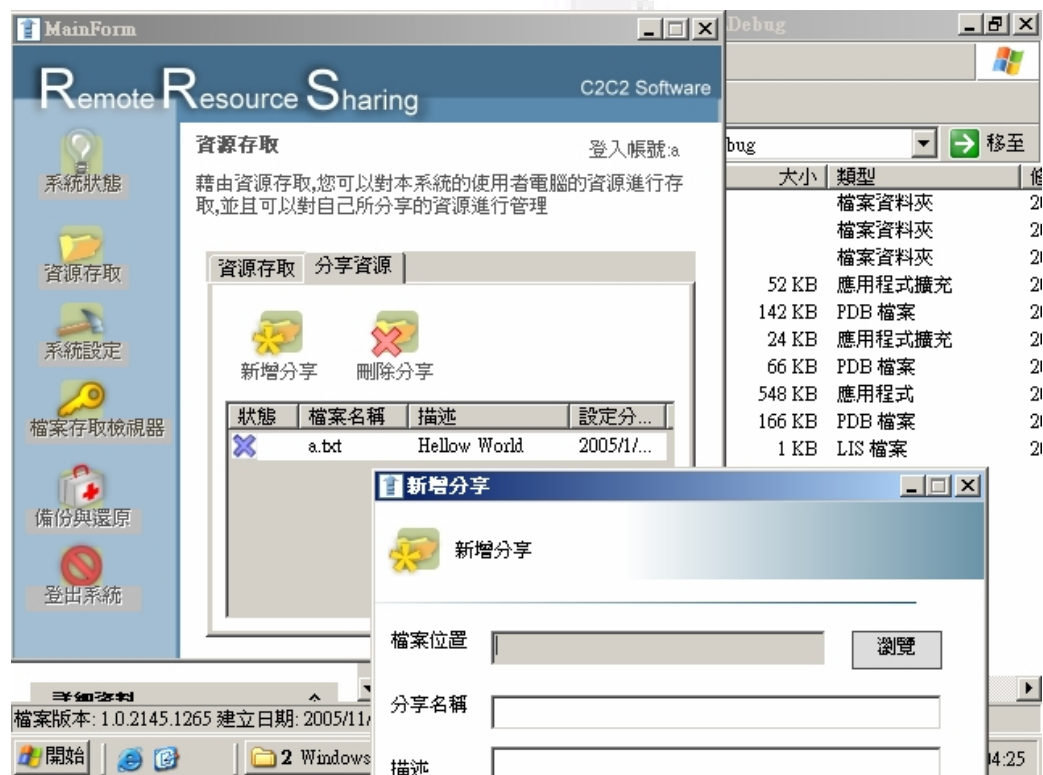 MainForm
Debug
Remote Resource Sharing
C2C2 Software
系統狀態
資源存取
系統設定
檔案存取檢視器
備份與還原
登出系統
資源存取
登入帳號:a
藉由資源存取,您可以對本系統的使用者電腦的資源進行存
取,並且可以對自己所分享的資源進行管理
資源存取 分享資源
新增分享 刪除分享
狀態 檔案名稱 描述 設定分...
a.txt Hellow World 2005/1/...
bug 移至
大小 類型
檔案資料夾
檔案資料夾
檔案資料夾
52 KB 應用程式擴充
142 KB PDB 檔案
24 KB 應用程式擴充
66 KB PDB 檔案
548 KB 應用程式
166 KB PDB 檔案
1 KB LIS 檔案
新增分享
新增分享
檔案位置 瀏覽
分享名稱
描述
詳細資料
檔案版本: 1.0.2145.1265 建立日期: 2005/11/
開始 2 Windows
4:25